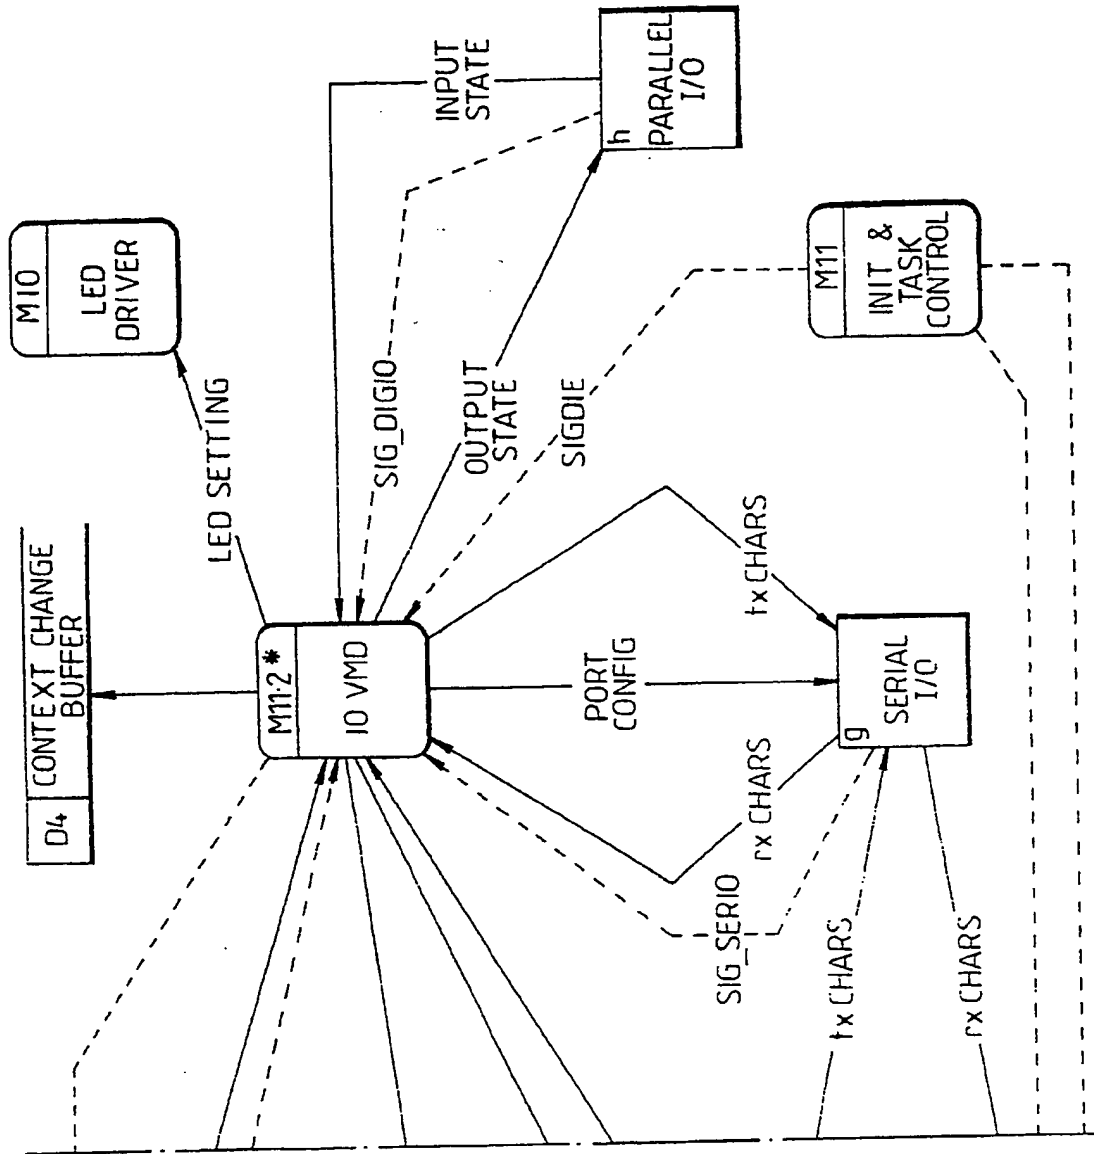 D4
CONTEXT CHANGE
BUFFER
LED SETTING
M10
LED
DRIVER
M11·2*
IO VMD
INPUT
STATE
SIG_DIGIO
OUTPUT
STATE
SIGDIE
h
PARALLEL
I/O
M11
INIT &
TASK
CONTROL
PORT
CONFIG
tx CHARS
rx CHARS
SIG_SERIO
g
SERIAL
I/O
tx CHARS
rx CHARS